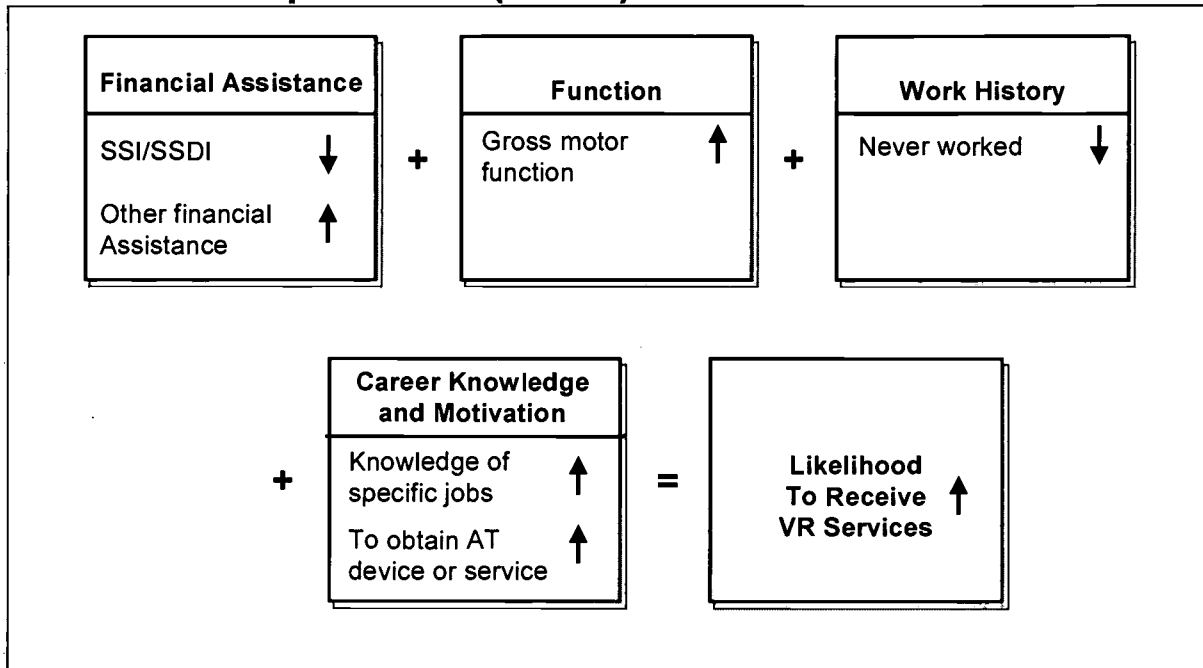 Financial Assistance
SSI/SSDI ↓
Other financial ↑
Assistance
+
Function
Gross motor ↑
function
+
Work History
Never worked ↓
+
Career Knowledge
and Motivation
Knowledge of ↑
specific jobs
To obtain AT ↑
device or service
=
Likelihood
To Receive ↑
VR Services